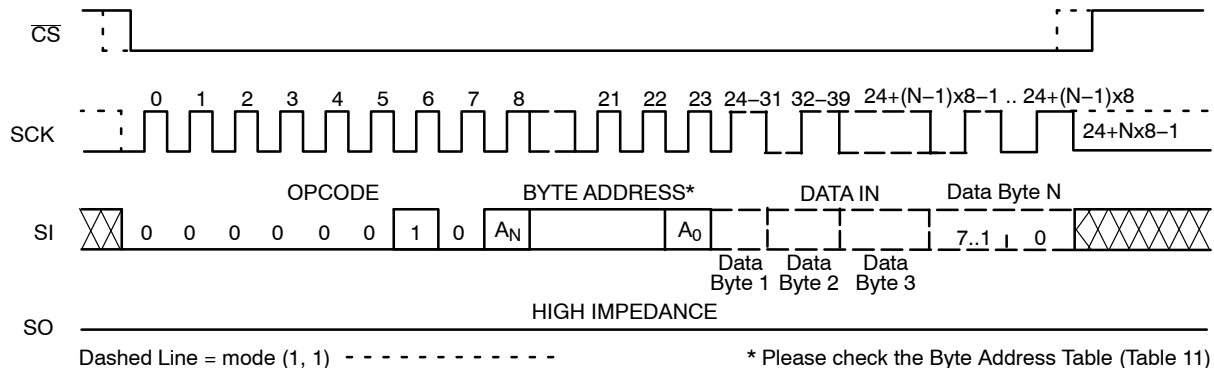 CS
SCK
0 1 2 3 4 5 6 7 8 21 22 23 24–31 32–39 24+(N–1)x8–1 .. 24+(N–1)x8
24+Nx8–1
OPCODE BYTE ADDRESS* DATA IN Data Byte N
SI
0 0 0 0 0 0 1 0 AN A0 7..1 0
Data Byte 1
Data Byte 2
Data Byte 3
HIGH IMPEDANCE
SO
Dashed Line = mode (1, 1)
* Please check the Byte Address Table (Table 11)